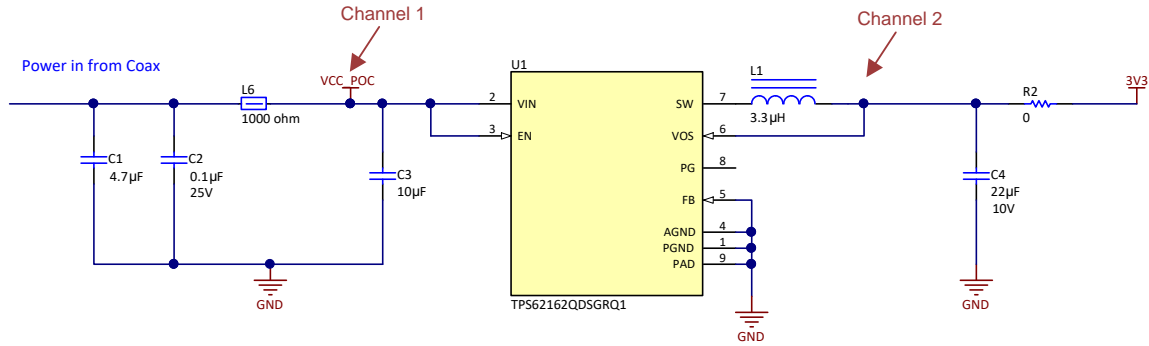 Channel 1
Channel 2
Power in from Coax
VCC_POC
L6
1000 ohm
C1
4.7µF
C2
0.1µF
25V
C3
10µF
GND
U1
2
VIN
3
EN
SW
7
VOS
6
PG
8
FB
5
AGND
4
PGND
1
PAD
9
TPS62162QDSGRQ1
L1
3.3µH
GND
R2
0
3V3
C4
22µF
10V
GND